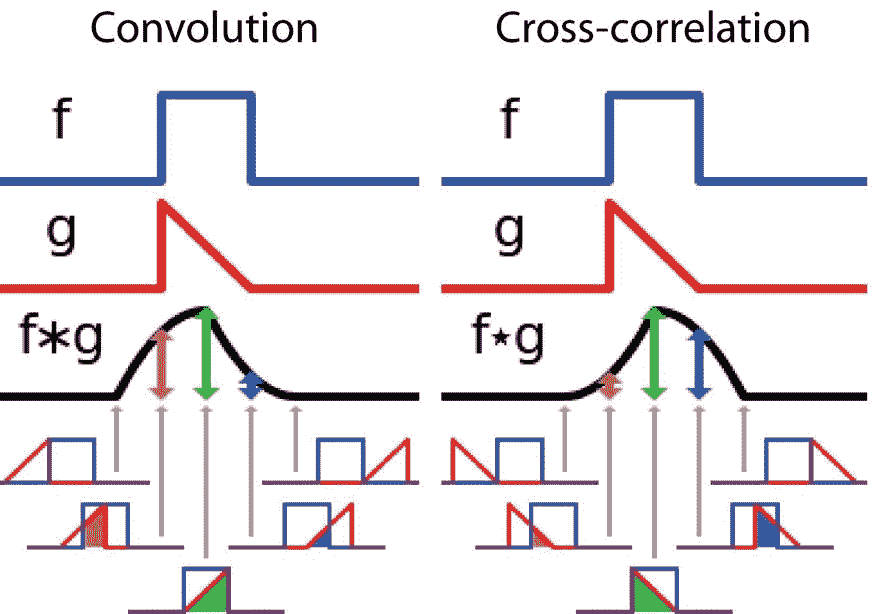 Convolution
f
g
f∗g
Cross-correlation
f
g
f⋆g